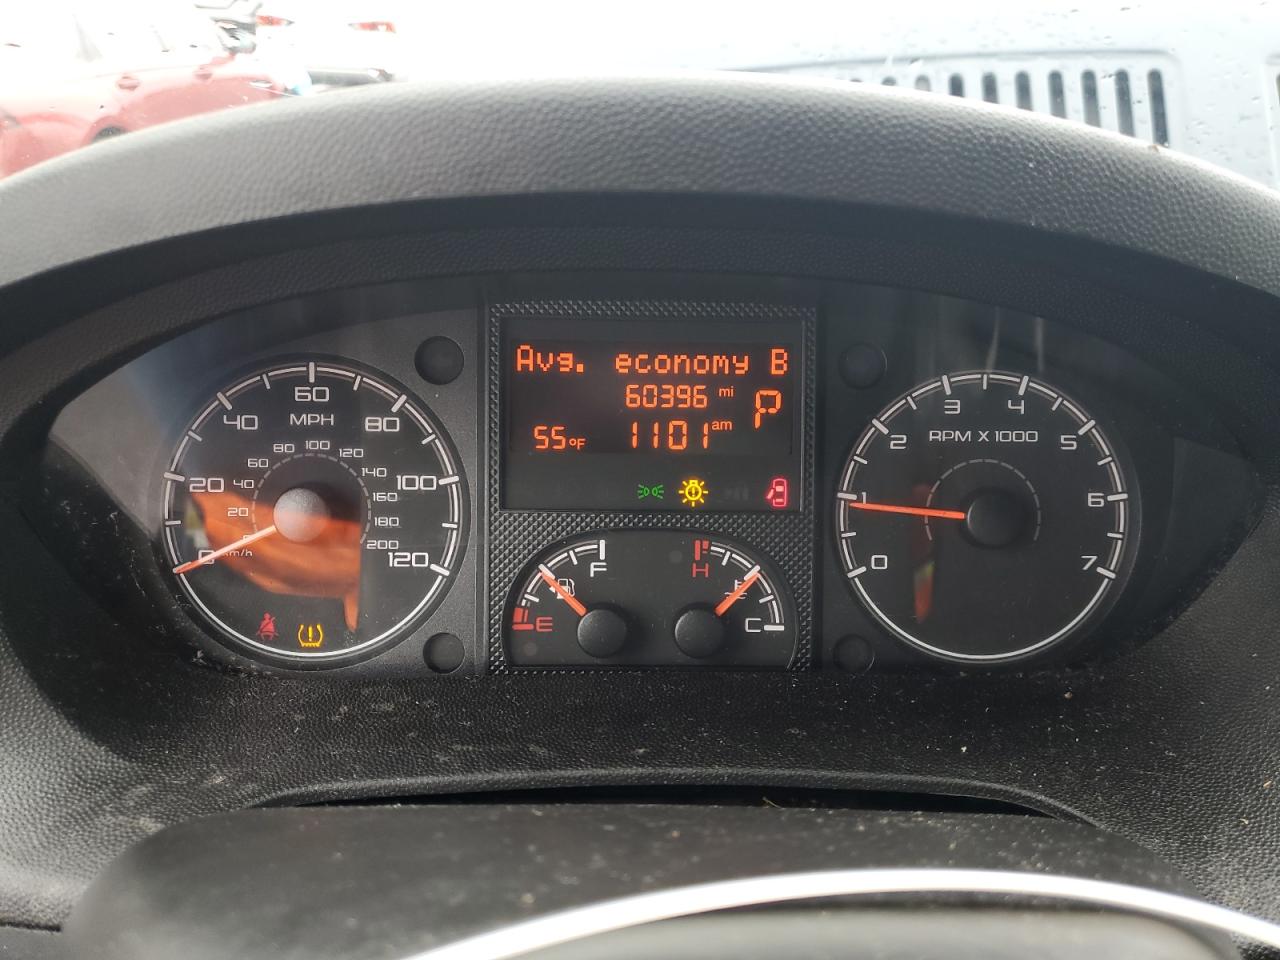 Avg. economy B
60396 mi
P
55°F 1101 am
0 20 40 60 80 100 120
MPH
0 20 40 60 80 100 120 140 160 180 200
km/h
E F
H C
RPM X 1000
0 1 2 3 4 5 6 7